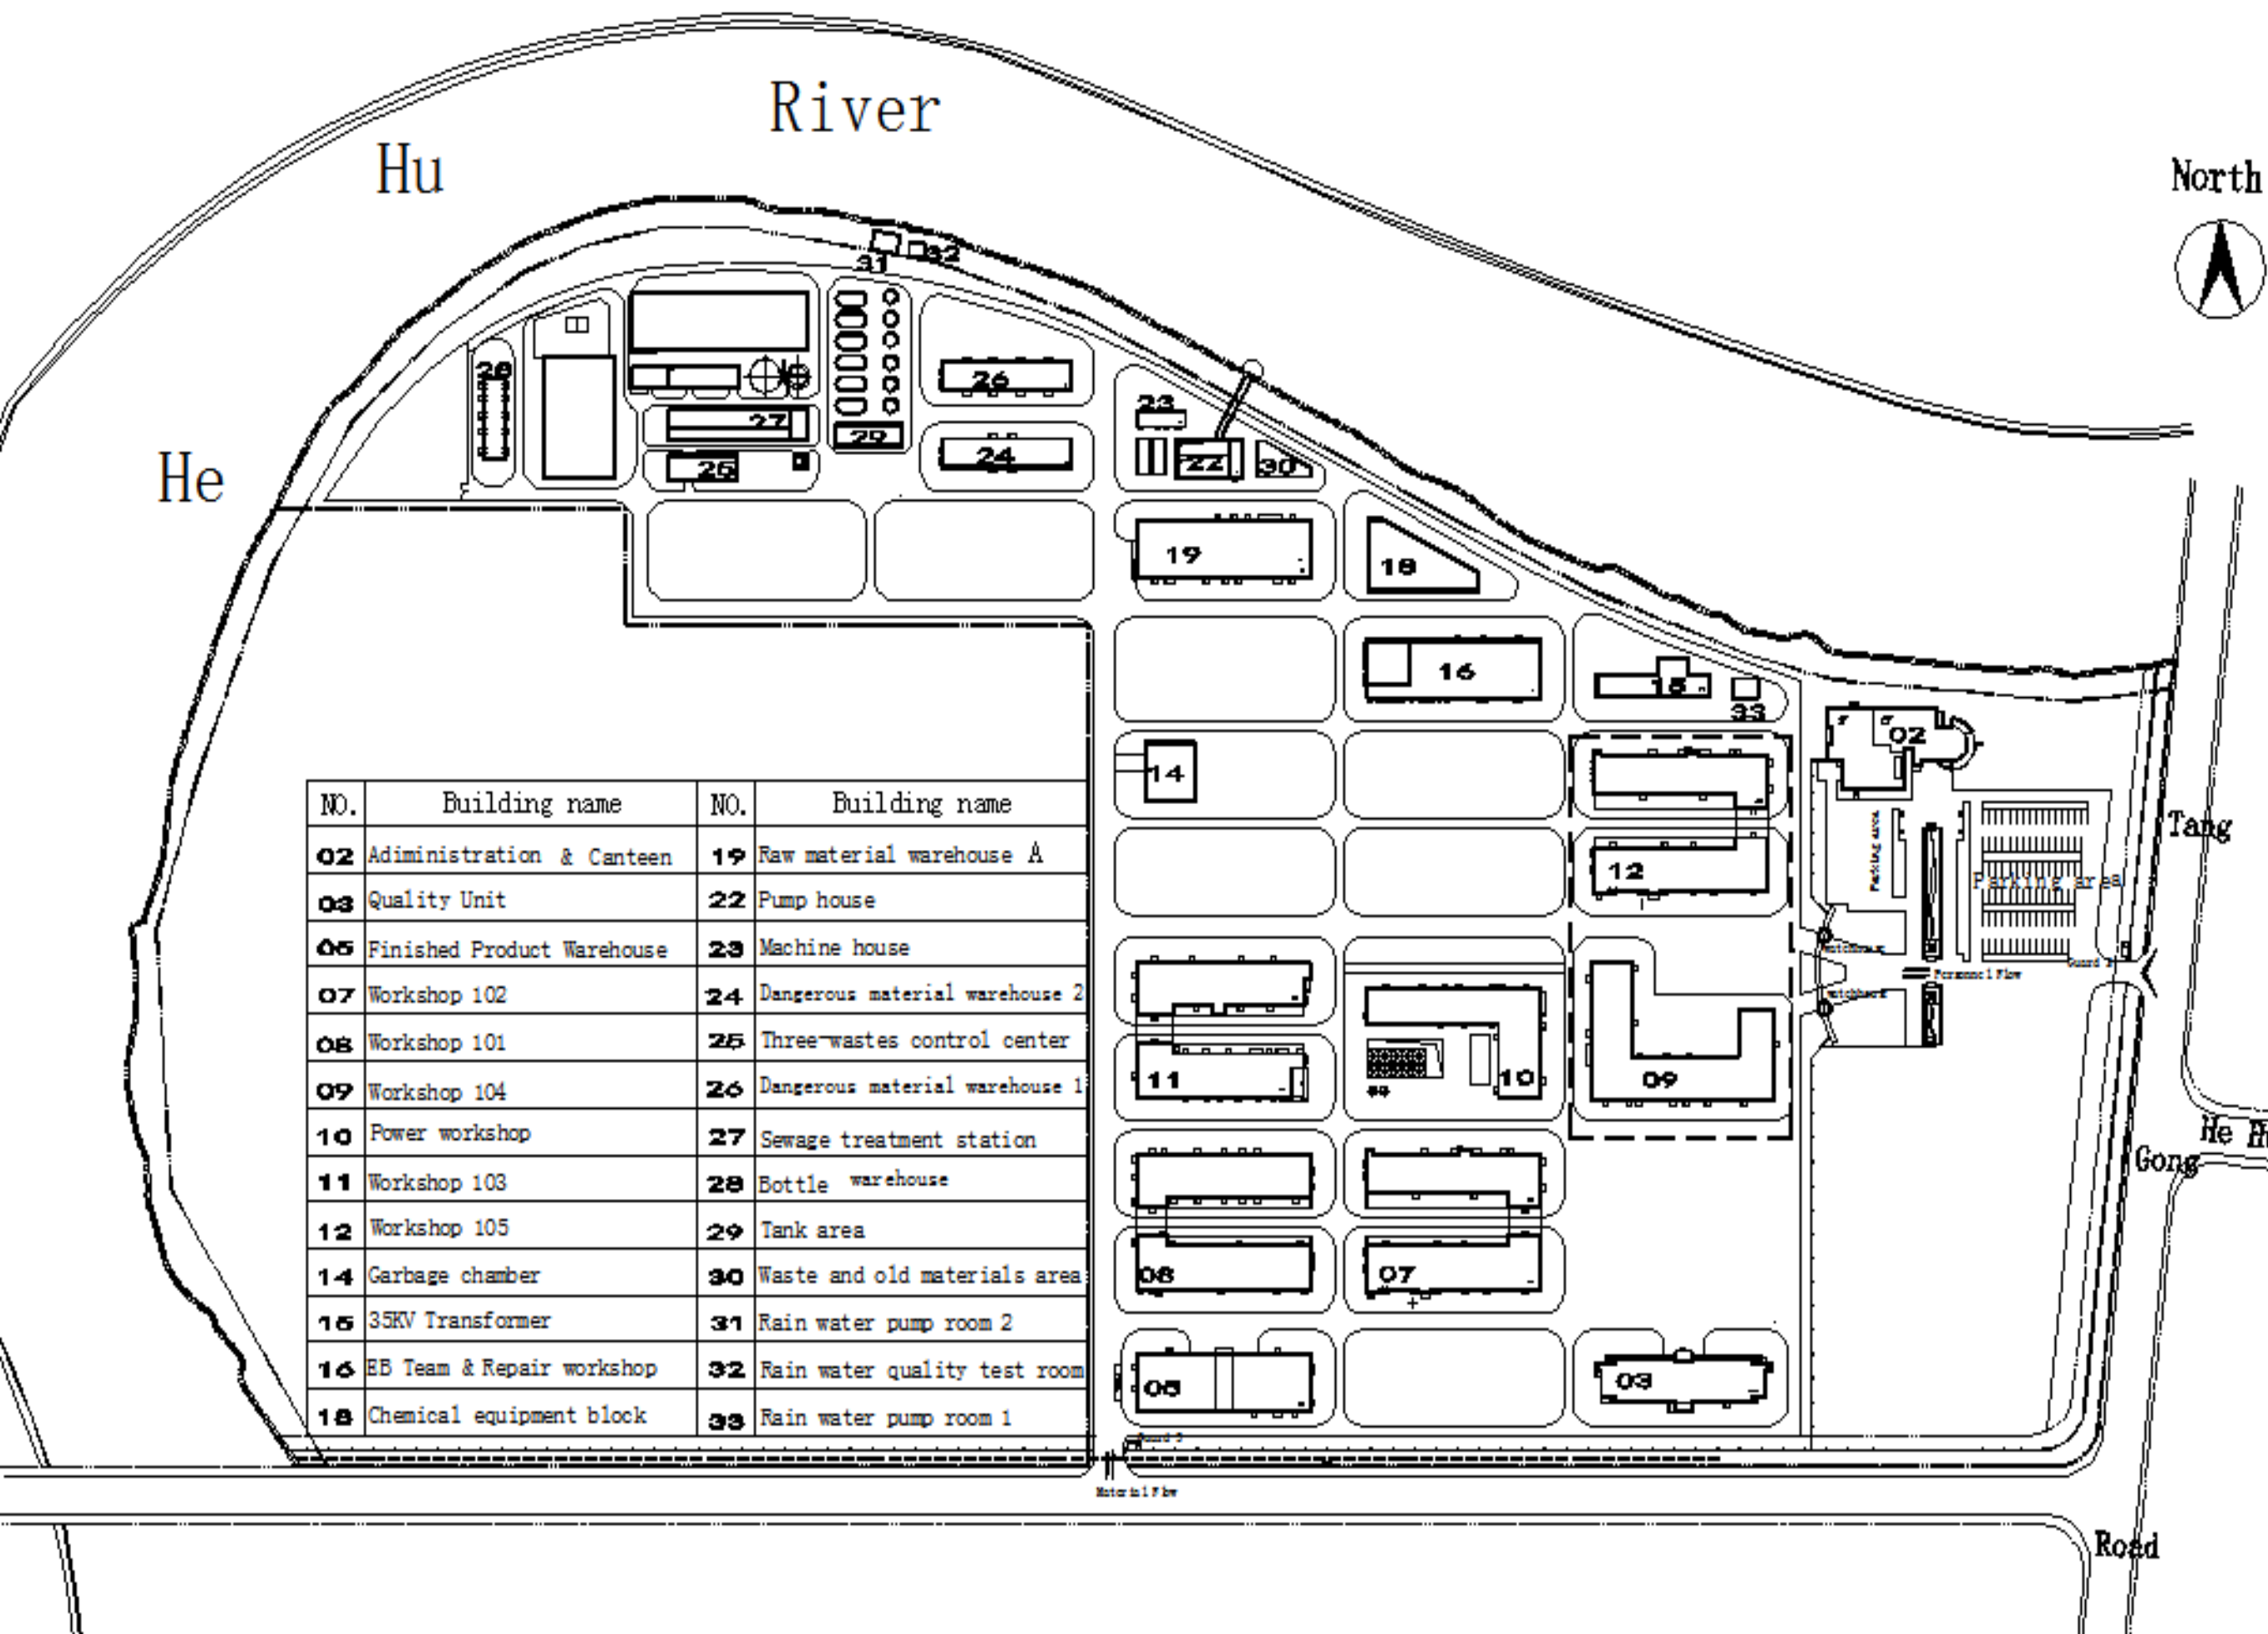 River
Hu
North
He
31
32
28
26
27
29
25
24
23
22
30
19
18
16
15
33
02
14
12
Tang
Parking area
Parking area
Personnel Flow
11
10
09
He
Gong
08
07
05
03
Material Flow
Road
NO. Building name NO. Building name
02 Adiministration & Canteen 19 Raw material warehouse A
03 Quality Unit 22 Pump house
05 Finished Product Warehouse 23 Machine house
07 Workshop 102 24 Dangerous material warehouse 2
08 Workshop 101 25 Three-wastes control center
09 Workshop 104 26 Dangerous material warehouse 1
10 Power workshop 27 Sewage treatment station
11 Workshop 103 28 Bottle warehouse
12 Workshop 105 29 Tank area
14 Garbage chamber 30 Waste and old materials area
15 35KV Transformer 31 Rain water pump room 2
16 EB Team & Repair workshop 32 Rain water quality test room
18 Chemical equipment block 33 Rain water pump room 1